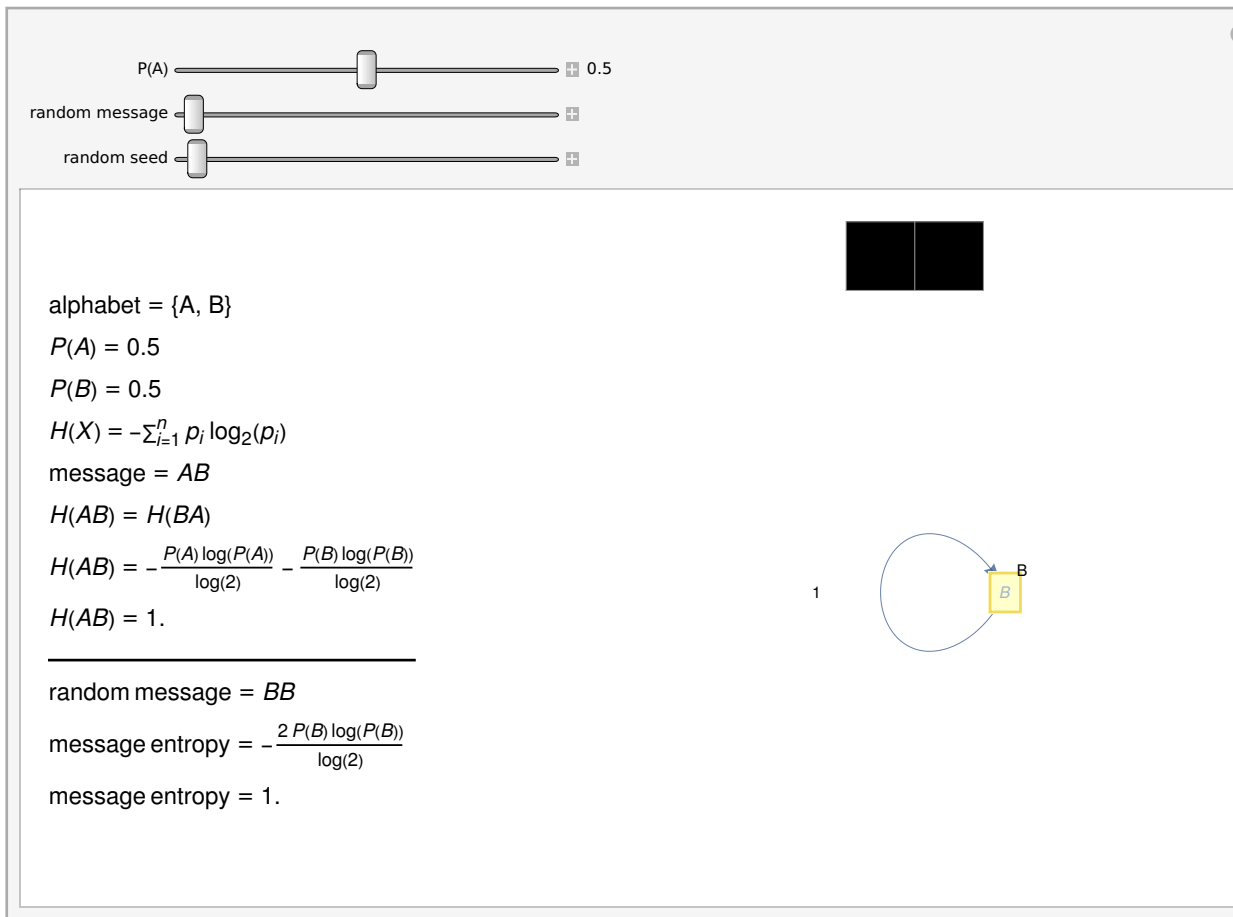 P(A) 0.5
random message
random seed
alphabet = {A, B}
P(A) = 0.5
P(B) = 0.5
H(X) = −∑ⁿᵢ₌₁ pᵢ log₂(pᵢ)
message = AB
H(AB) = H(BA)
H(AB) = − P(A) log(P(A)) / log(2) − P(B) log(P(B)) / log(2)
H(AB) = 1.
random message = BB
message entropy = − 2 P(B) log(P(B)) / log(2)
message entropy = 1.
B
1
B